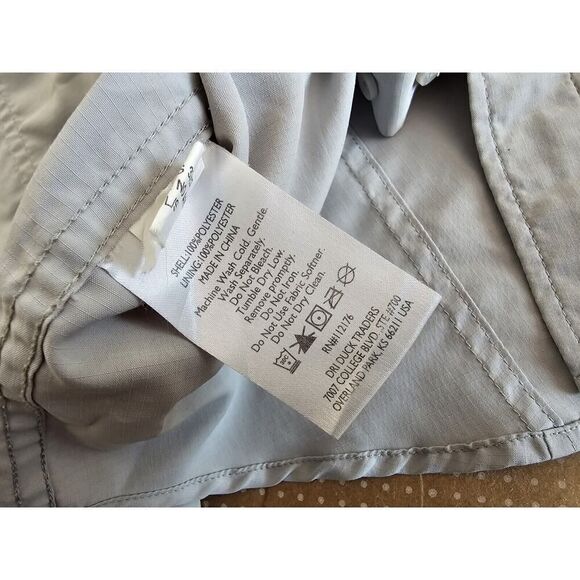 SHELL:100%POLYESTER
LINING:100%POLYESTER
MADE IN CHINA
Machine Wash Cold. Gentle.
Wash Separately.
Do Not Bleach.
Tumble Dry Low.
Remove Promptly.
Do Not Iron.
Do Not Use Fabric Softner.
Do Not Dry Clean.
RN#112176
DRI DUCK TRADERS
7007 COLLEGE BLVD. STE #700
OVERLAND PARK, KS 66211 USA